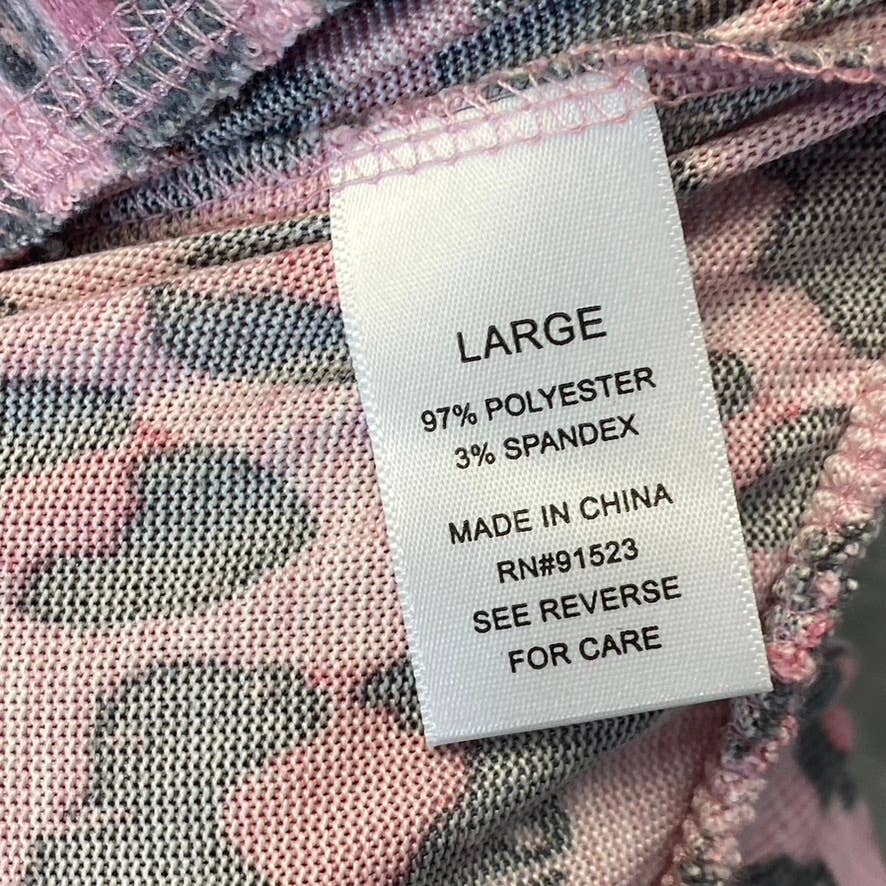 LARGE
97% POLYESTER
3% SPANDEX
MADE IN CHINA
RN#91523
SEE REVERSE
FOR CARE